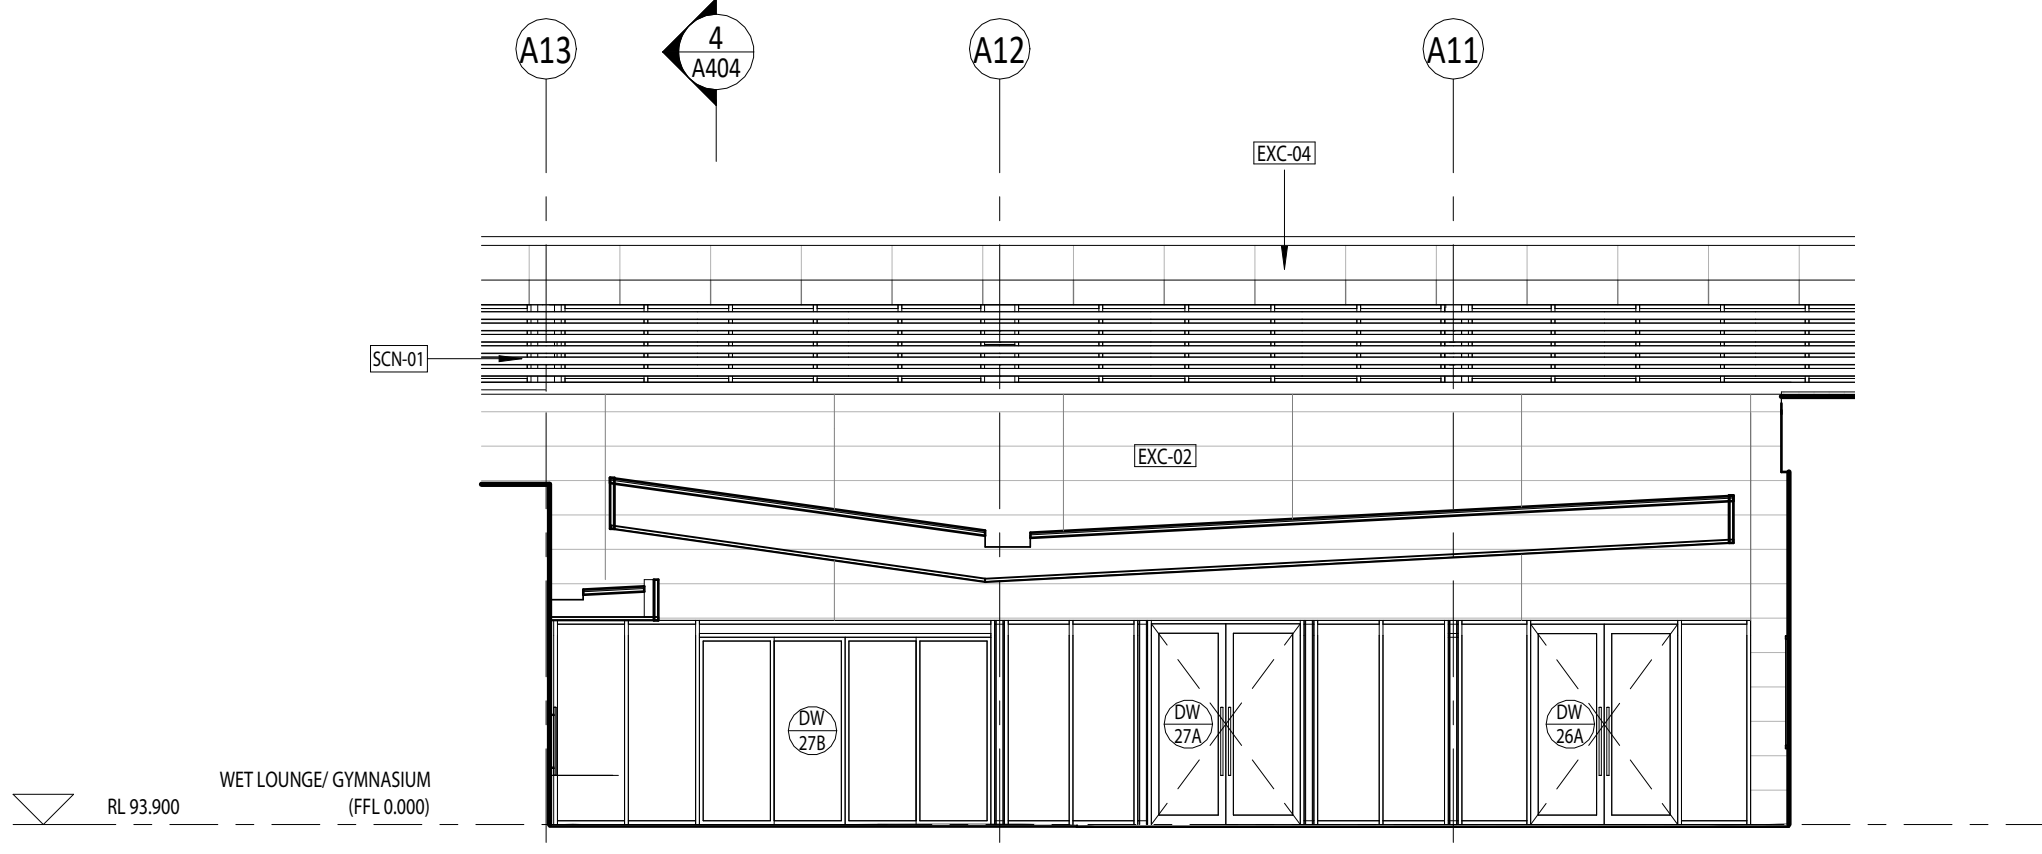 A13
4
A404
A12
A11
EXC-04
SCN-01
EXC-02
DW
27B
DW
27A
DW
26A
WET LOUNGE/ GYMNASIUM
RL 93.900
(FFL 0.000)